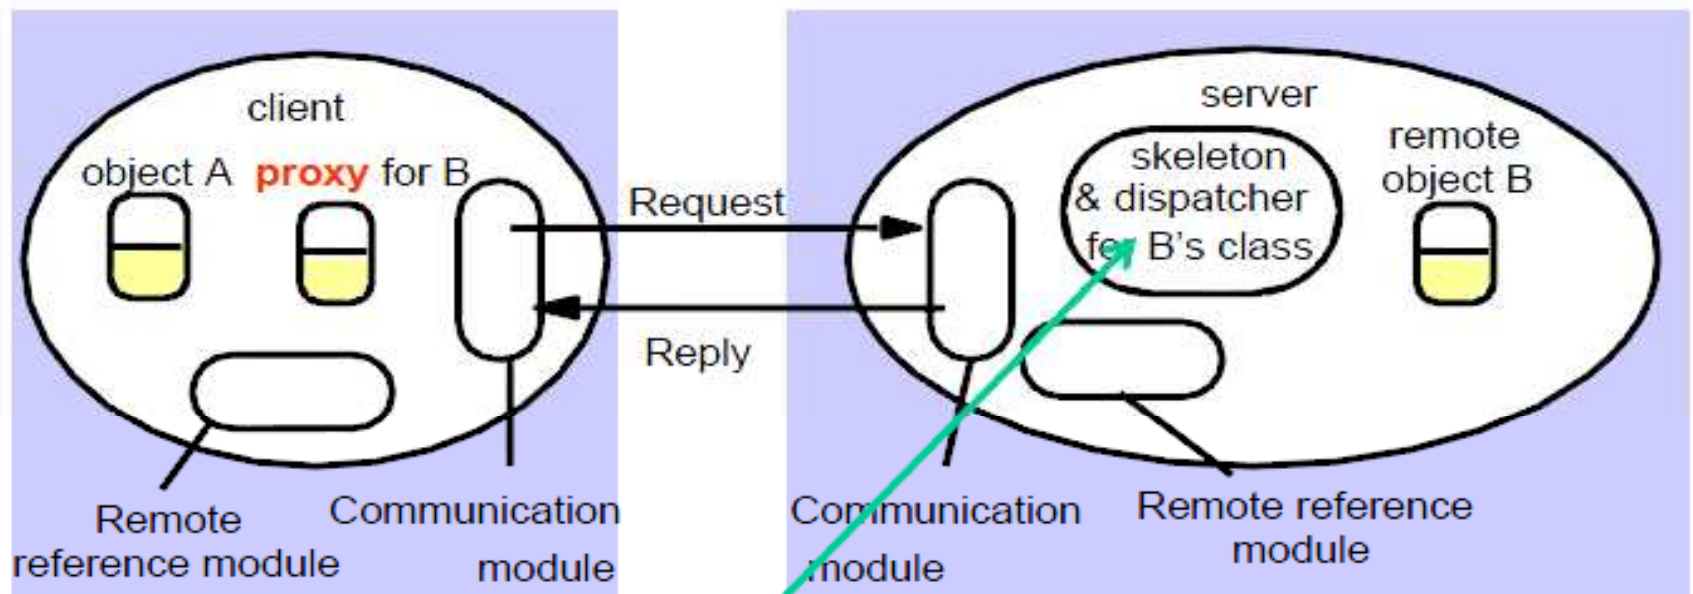 client
object A proxy for B
Request
Reply
Remote
reference module
Communication
module
server
skeleton
& dispatcher
for B's class
remote
object B
Communication
module
Remote reference
module